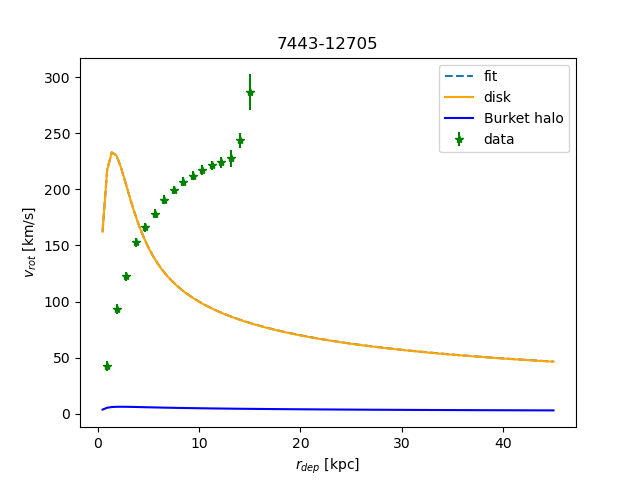 7443-12705
300
250
200
150
100
50
0
v_rot [km/s]
fit
disk
Burket halo
data
0 10 20 30 40
r_dep [kpc]